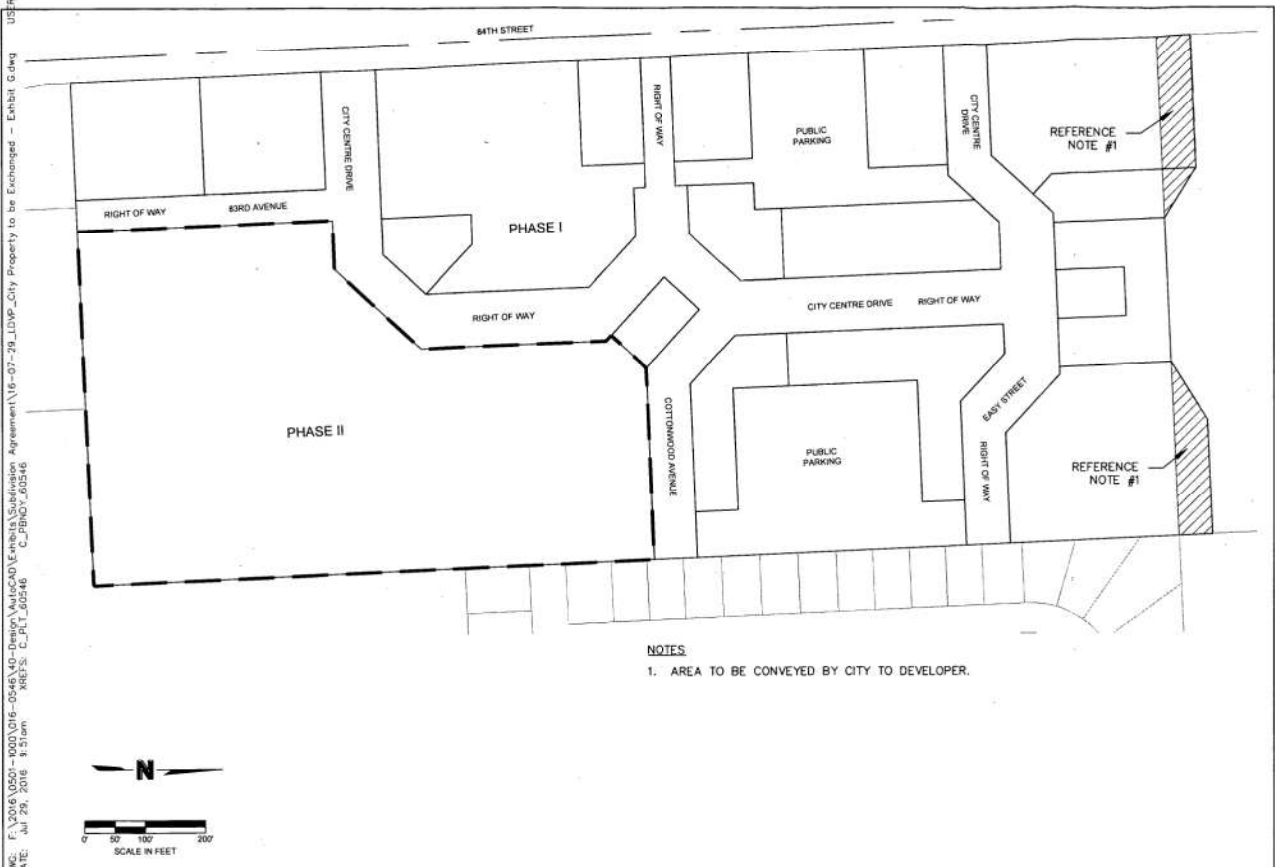 USER
84TH STREET
CITY CENTRE DRIVE
RIGHT OF WAY
PUBLIC
PARKING
CITY CENTRE
DRIVE
REFERENCE
NOTE #1
RIGHT OF WAY
83RD AVENUE
PHASE I
RIGHT OF WAY
CITY CENTRE DRIVE
RIGHT OF WAY
PHASE II
COTTONWOOD AVENUE
PUBLIC
PARKING
EASY STREET
RIGHT OF WAY
REFERENCE
NOTE #1
NOTES
1. AREA TO BE CONVEYED BY CITY TO DEVELOPER.
N
0' 50' 100' 200'
SCALE IN FEET
WG: F:\2016\0501-1000\016-0546\40-Design\AutoCAD\Exhibits\Subdivision Agreement\16-07-29_LDVP_City Property to be Exchanged - Exhibit G.dwg
ATE: Jul 29, 2016 9:51am XREFS: C_PLT_60546 C_PBNDY_60546